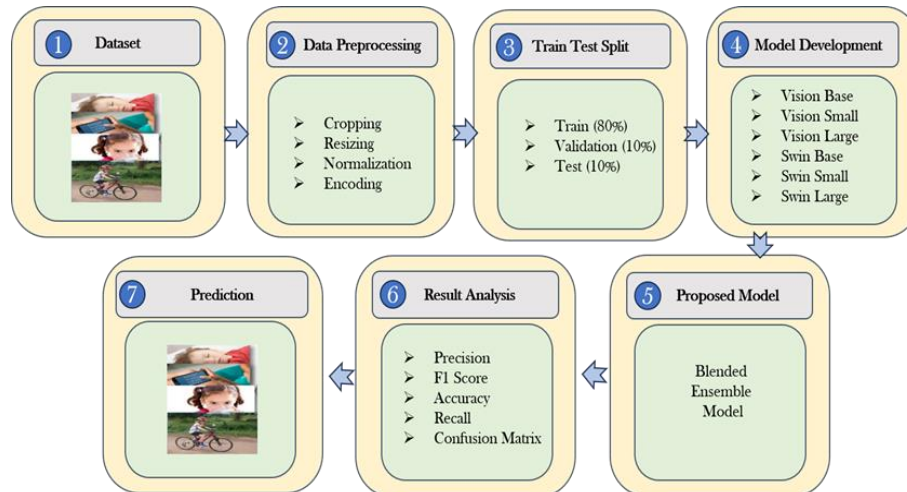 1 Dataset
2 Data Preprocessing
Cropping
Resizing
Normalization
Encoding
3 Train Test Split
Train (80%)
Validation (10%)
Test (10%)
4 Model Development
Vision Base
Vision Small
Vision Large
Swin Base
Swin Small
Swin Large
5 Proposed Model
Blended
Ensemble
Model
6 Result Analysis
Precision
F1 Score
Accuracy
Recall
Confusion Matrix
7 Prediction